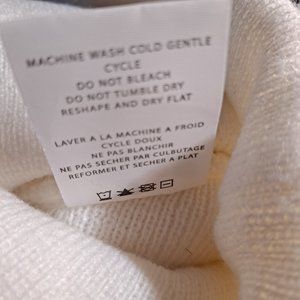 MACHINE WASH COLD GENTLE
CYCLE
DO NOT BLEACH
DO NOT TUMBLE DRY
RESHAPE AND DRY FLAT
LAVER A LA MACHINE A FROID
CYCLE DOUX
NE PAS BLANCHIR
NE PAS SECHER PAR CULBUTAGE
REFORMER ET SECHER A PLAT